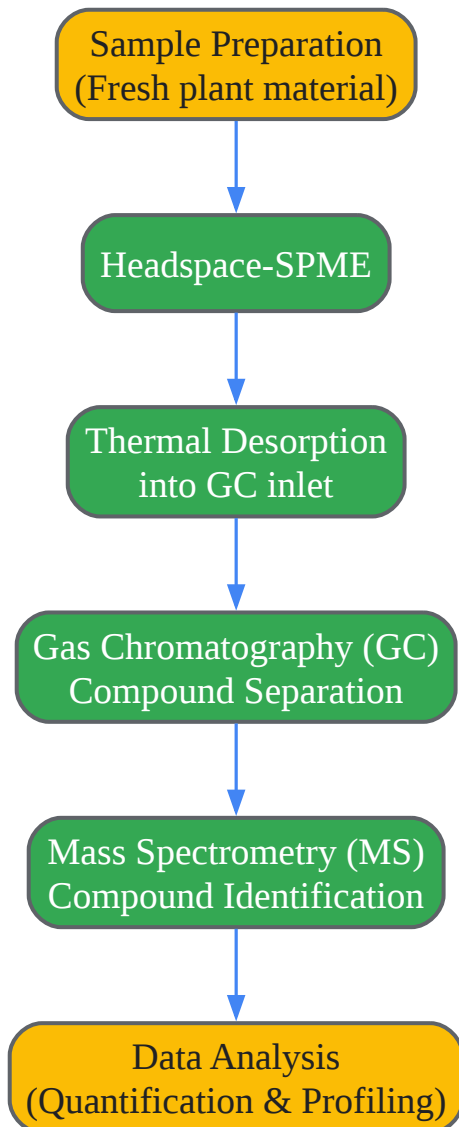 Sample Preparation
(Fresh plant material)
Headspace-SPME
Thermal Desorption
into GC inlet
Gas Chromatography (GC)
Compound Separation
Mass Spectrometry (MS)
Compound Identification
Data Analysis
(Quantification & Profiling)